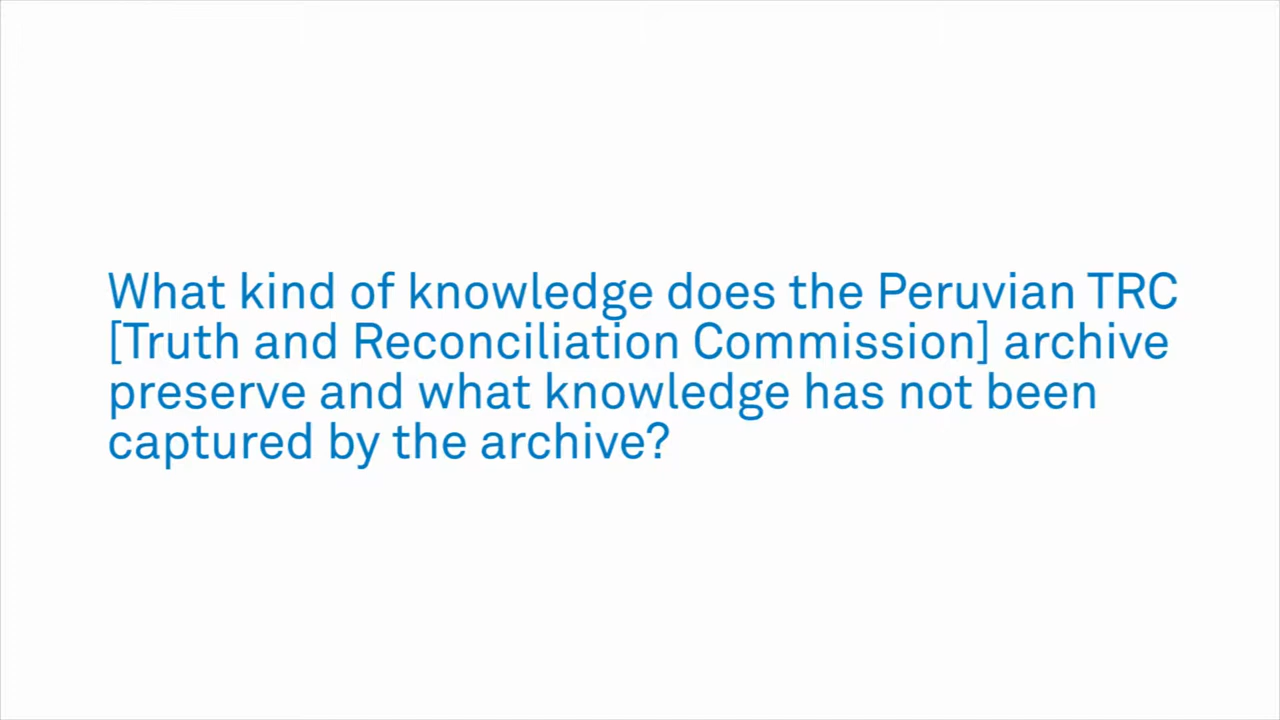 What kind of knowledge does the Peruvian TRC
[Truth and Reconciliation Commission] archive
preserve and what knowledge has not been
captured by the archive?